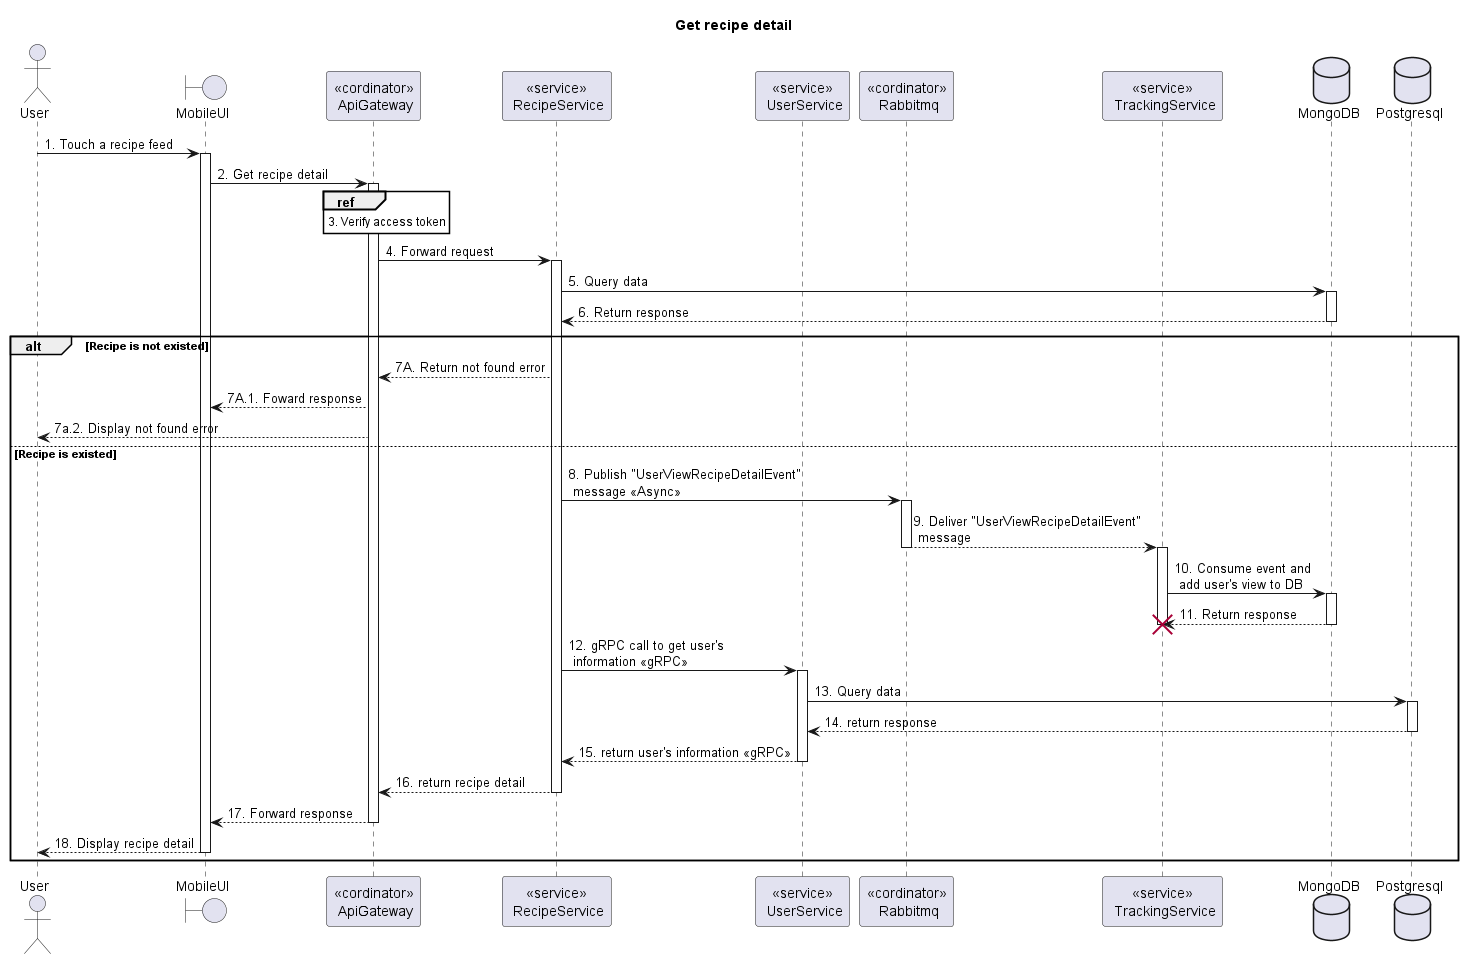 Get recipe detail
User
MobileUI
«cordinator»
ApiGateway
«service»
RecipeService
«service»
UserService
«cordinator»
Rabbitmq
«service»
TrackingService
MongoDB
Postgresql
1. Touch a recipe feed
2. Get recipe detail
ref
3. Verify access token
4. Forward request
5. Query data
6. Return response
alt
[Recipe is not existed]
7A. Return not found error
7A.1. Foward response
7a.2. Display not found error
[Recipe is existed]
8. Publish "UserViewRecipeDetailEvent"
message «Async»
9. Deliver "UserViewRecipeDetailEvent"
message
10. Consume event and
add user's view to DB
11. Return response
12. gRPC call to get user's
information «gRPC»
13. Query data
14. return response
15. return user's information «gRPC»
16. return recipe detail
17. Forward response
18. Display recipe detail
User
MobileUI
«cordinator»
ApiGateway
«service»
RecipeService
«service»
UserService
«cordinator»
Rabbitmq
«service»
TrackingService
MongoDB
Postgresql